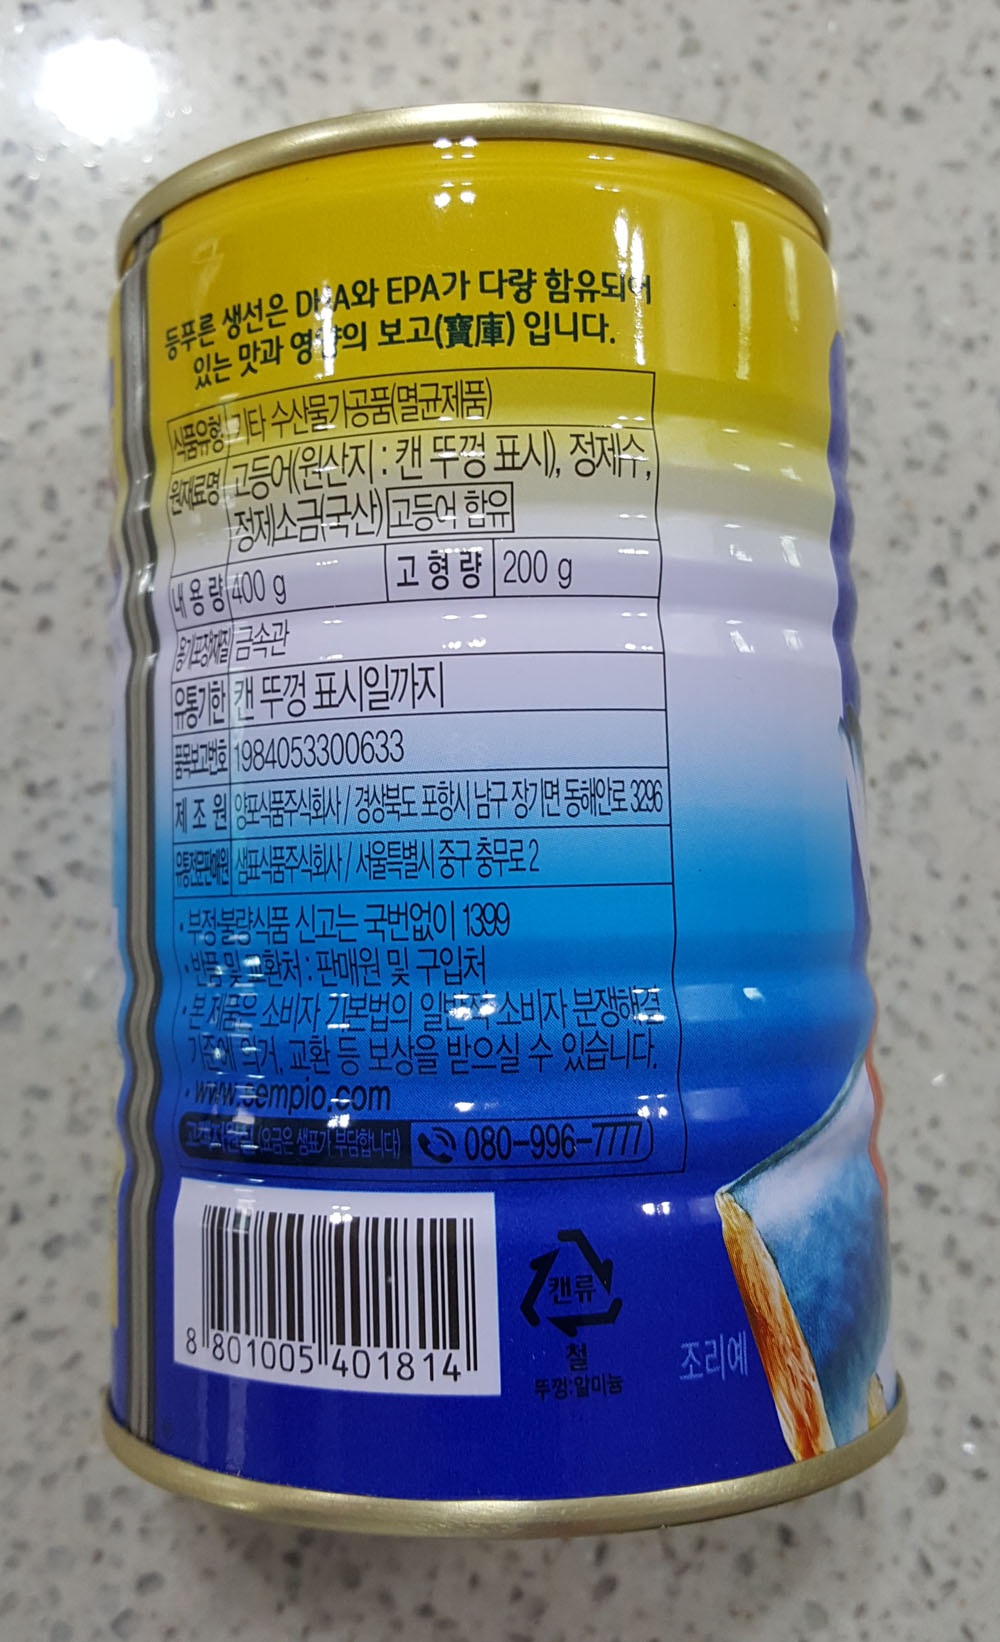 등푸른 생선은 DHA와 EPA가 다량 함유되어
있는 맛과 영양의 보고(寶庫) 입니다.
식품유형 기타 수산물가공품(멸균제품)
원재료명 고등어(원산지 : 캔 뚜껑 표시), 정제수,
정제소금(국산) 고등어 함유
내용량 400 g 고형량 200 g
용기포장재질 금속관
유통기한 캔 뚜껑 표시일까지
품목보고번호 1984053300633
제조원 양포식품주식회사 / 경상북도 포항시 남구 장기면 동해안로 3296
유통전문판매원 샘표식품주식회사 / 서울특별시 중구 충무로 2
· 부정·불량식품 신고는 국번없이 1399
· 반품 및 교환처 : 판매원 및 구입처
· 본 제품은 소비자 기본법의 일반적 소비자 분쟁해결
기준에 의거, 교환 등 보상을 받으실 수 있습니다.
· www.sempio.com
고객지원팀 (요금은 샘표가 부담합니다) 080-996-7777
8 801005 401814
캔류
철
뚜껑:알미늄
조리예